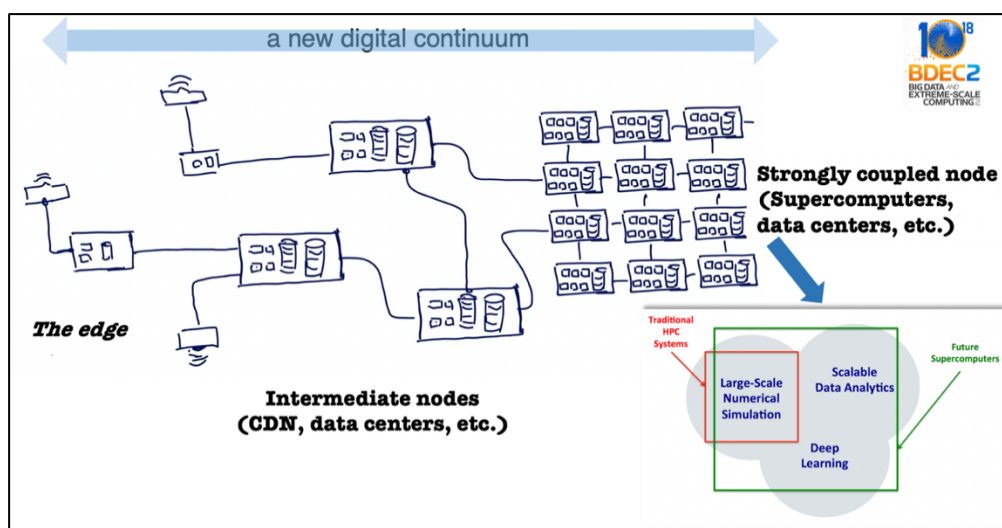 a new digital continuum
10 18
BDEC2
BIG DATA AND
EXTREME-SCALE
COMPUTING2
Strongly coupled node
(Supercomputers,
data centers, etc.)
The edge
Intermediate nodes
(CDN, data centers, etc.)
Traditional
HPC
Systems
Large-Scale
Numerical
Simulation
Scalable
Data Analytics
Deep
Learning
Future
Supercomputers